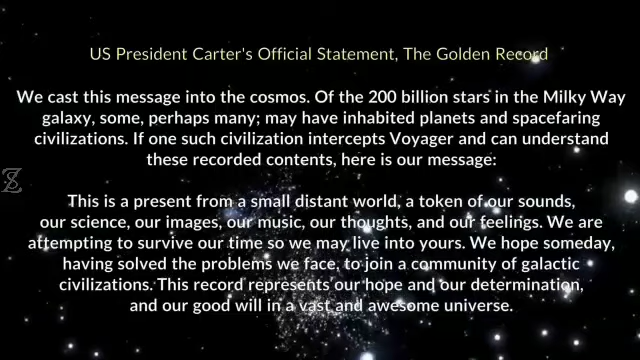 US President Carter's Official Statement, The Golden Record
We cast this message into the cosmos. Of the 200 billion stars in the Milky Way
galaxy, some, perhaps many; may have inhabited planets and spacefaring
civilizations. If one such civilization intercepts Voyager and can understand
these recorded contents, here is our message:
This is a present from a small distant world, a token of our sounds,
our science, our images, our music, our thoughts, and our feelings. We are
attempting to survive our time so we may live into yours. We hope someday,
having solved the problems we face, to join a community of galactic
civilizations. This record represents our hope and our determination,
and our good will in a vast and awesome universe.